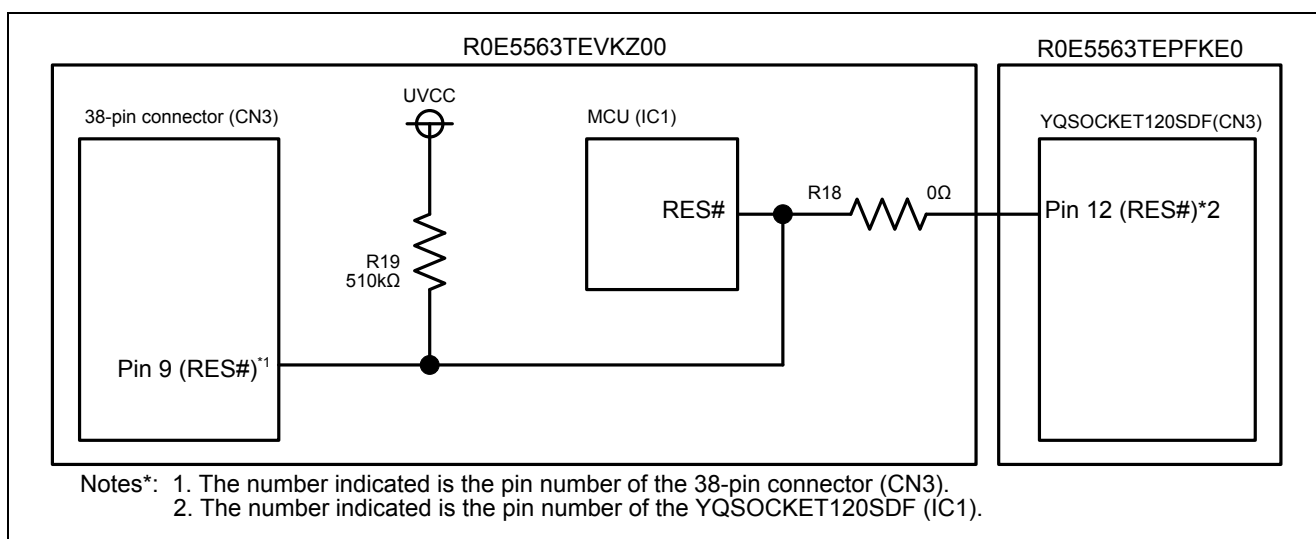 R0E5563TEVKZ00
R0E5563TEPFKE0
38-pin connector (CN3)
UVCC
MCU (IC1)
YQSOCKET120SDF(CN3)
RES#
R18
0Ω
Pin 12 (RES#)*2
R19
510kΩ
Pin 9 (RES#)*1
Notes*: 1. The number indicated is the pin number of the 38-pin connector (CN3).
2. The number indicated is the pin number of the YQSOCKET120SDF (IC1).